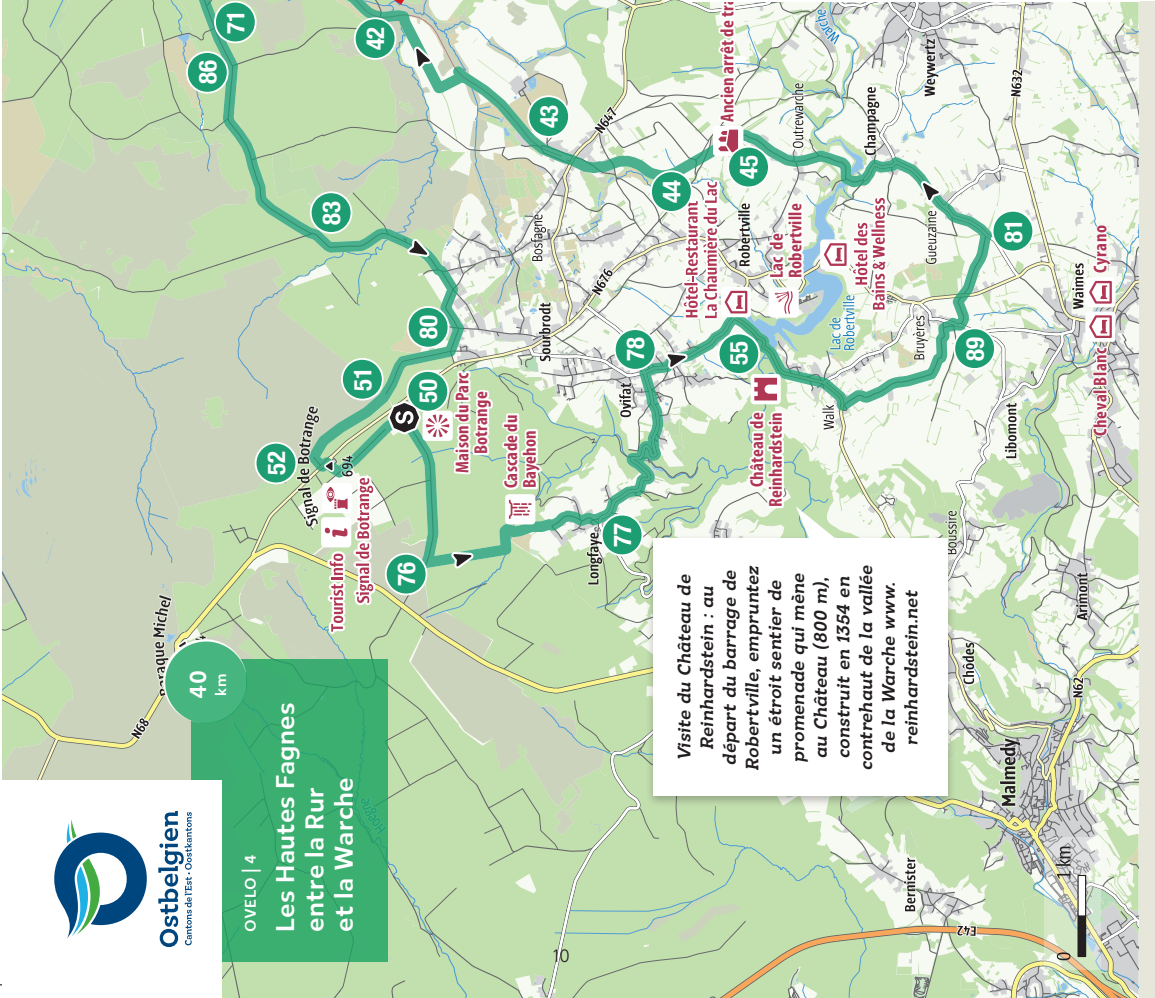 Ostbelgien
Cantons de l'Est • Oostkantons
OVELO | 4
Les Hautes Fagnes
entre la Rur
et la Warche
40
km
Baraque Michel
N68
Hoëgne
Tourist Info
Signal de Botrange
Signal de Botrange
694
52
51
50
S
Maison du Parc
Botrange
80
83
86
71
42
43
44
45
76
Cascade du
Bayehon
Longfaye
77
Ovifat
78
55
Sourbrodt
Bosfagne
N676
N647
Hôtel-Restaurant
La Chaumière du Lac
Robertville
Lac de
Robertville
Ancien arrêt de tra
Outrewarche
Warche
Champagne
Weywertz
N632
Hôtel des
Bains & Wellness
Lac de
Robertville
Gueuzaine
81
Bruyères
89
Waimes
Cyrano
Cheval Blanc
Château de
Reinhardstein
Walk
Libomont
Boussire
Arimont
Chôdes
N62
Malmedy
Bernister
E42
Visite du Château de
Reinhardstein : au
départ du barrage de
Robertville, empruntez
un étroit sentier de
promenade qui mène
au Château (800 m),
construit en 1354 en
contrehaut de la vallée
de la Warche www.
reinhardstein.net
0
1 km
10